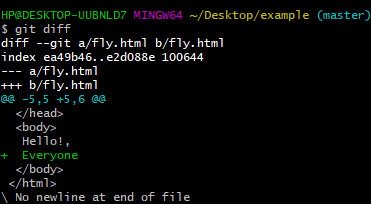 HP@DESKTOP-UUBNLD7 MINGW64 ~/Desktop/example (master)
$ git diff
diff --git a/fly.html b/fly.html
index ea49b46..e2d088e 100644
--- a/fly.html
+++ b/fly.html
@@ -5,5 +5,6 @@
   </head>
   <body>
    Hello!,
+   Everyone
   </body>
 </html>
\ No newline at end of file